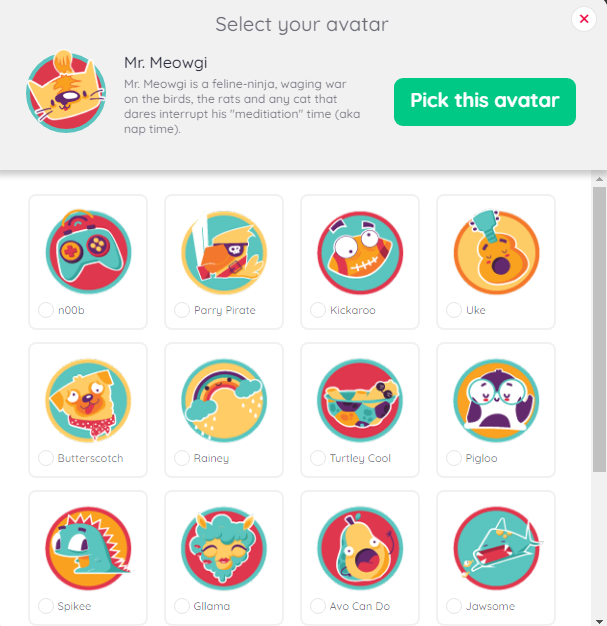 Select your avatar
Mr. Meowgi
Mr. Meowgi is a feline-ninja, waging war
on the birds, the rats and any cat that
dares interrupt his "meditiation" time (aka
nap time).
Pick this avatar
n00b
Parry Pirate
Kickaroo
Uke
Butterscotch
Rainey
Turtley Cool
Pigloo
Spikee
Gllama
Avo Can Do
Jawsome